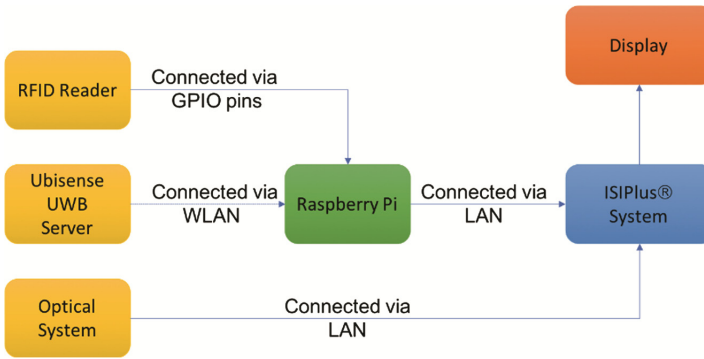 Display
RFID Reader
Connected via
GPIO pins
Ubisense
UWB
Server
Connected via
WLAN
Raspberry Pi
Connected via
LAN
ISIPlus®
System
Optical
System
Connected via
LAN